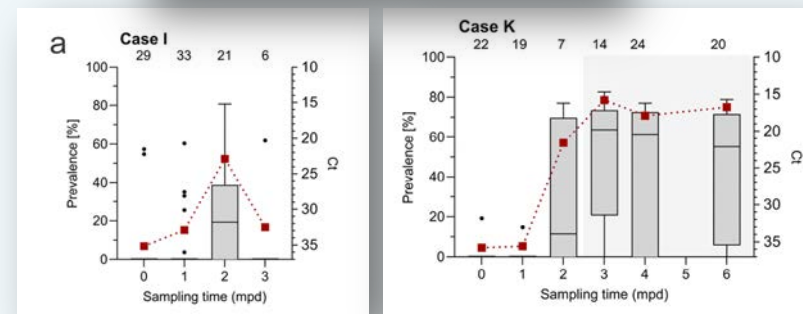 a
Case I
29 33 21 6
100 10
80 15
60 20
25
40
30
20
35
0
0 1 2 3
Prevalence [%]
Ct
Sampling time (mpd)
Case K
22 19 7 14 24 20
100 10
80 15
60 20
40 25
30
20
35
0
0 1 2 3 4 5 6
Prevalence [%]
Ct
Sampling time (mpd)